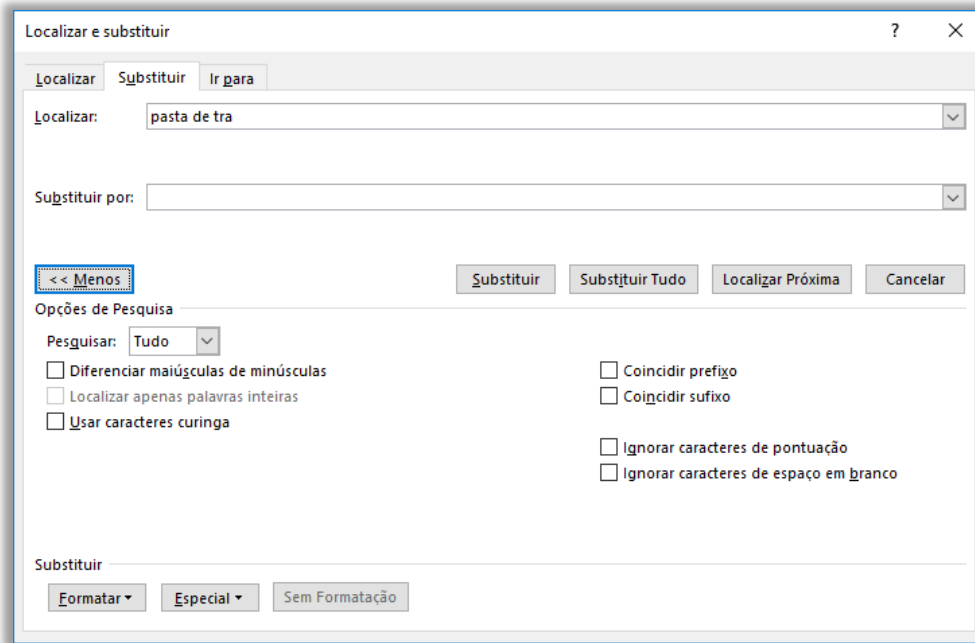 Localizar e substituir ?
Localizar Substituir Ir para
Localizar: pasta de tra
Substituir por:
<< Menos Substituir Substituir Tudo Localizar Próxima Cancelar
Opções de Pesquisa
Pesquisar: Tudo
Diferenciar maiúsculas de minúsculas Coincidir prefixo
Localizar apenas palavras inteiras Coincidir sufixo
Usar caracteres curinga
Ignorar caracteres de pontuação
Ignorar caracteres de espaço em branco
Substituir
Formatar Especial Sem Formatação